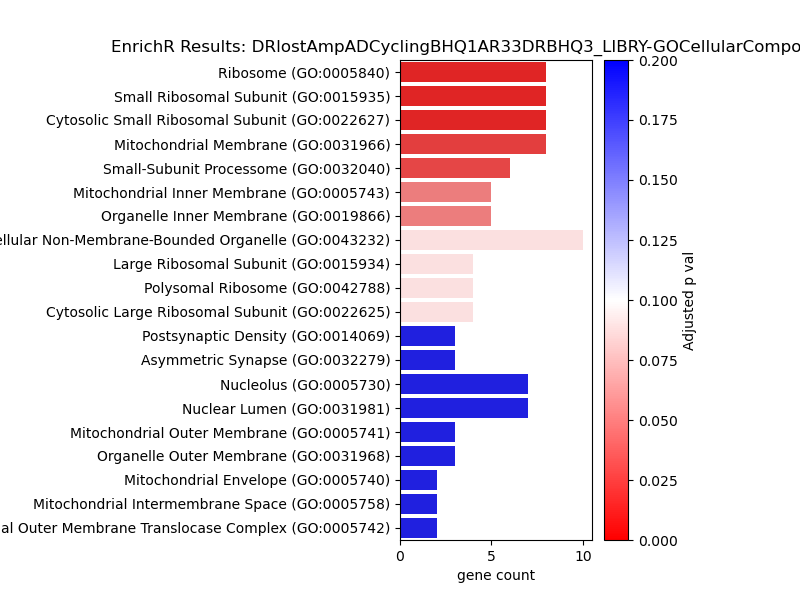 EnrichR Results: DRlostAmpADCyclingBHQ1AR33DRBHQ3_LIBRY-GOCellularCompo
Ribosome (GO:0005840)
Small Ribosomal Subunit (GO:0015935)
Cytosolic Small Ribosomal Subunit (GO:0022627)
Mitochondrial Membrane (GO:0031966)
Small-Subunit Processome (GO:0032040)
Mitochondrial Inner Membrane (GO:0005743)
Organelle Inner Membrane (GO:0019866)
ellular Non-Membrane-Bounded Organelle (GO:0043232)
Large Ribosomal Subunit (GO:0015934)
Polysomal Ribosome (GO:0042788)
Cytosolic Large Ribosomal Subunit (GO:0022625)
Postsynaptic Density (GO:0014069)
Asymmetric Synapse (GO:0032279)
Nucleolus (GO:0005730)
Nuclear Lumen (GO:0031981)
Mitochondrial Outer Membrane (GO:0005741)
Organelle Outer Membrane (GO:0031968)
Mitochondrial Envelope (GO:0005740)
Mitochondrial Intermembrane Space (GO:0005758)
al Outer Membrane Translocase Complex (GO:0005742)
0 5 10
gene count
0.200
0.175
0.150
0.125
0.100
0.075
0.050
0.025
0.000
Adjusted p val